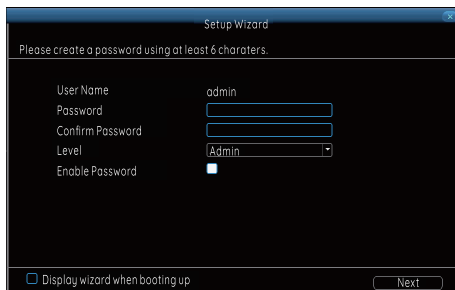 Setup Wizard
Please create a password using at least 6 charaters.
User Name admin
Password
Confirm Password
Level Admin
Enable Password
Display wizard when booting up
Next